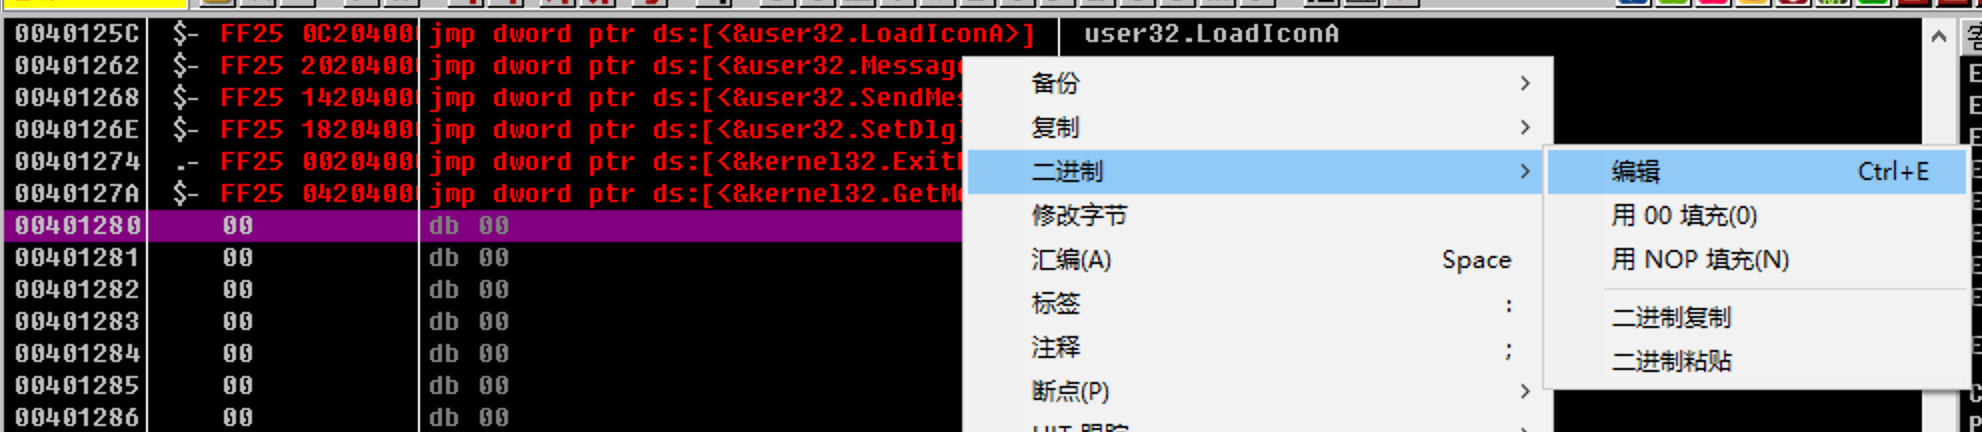 0040125C $- FF25 0C20400 jmp dword ptr ds:[<&user32.LoadIconA>] user32.LoadIconA
00401262 $- FF25 2020400 jmp dword ptr ds:[<&user32.Message
00401268 $- FF25 1420400 jmp dword ptr ds:[<&user32.SendMes
0040126E $- FF25 1820400 jmp dword ptr ds:[<&user32.SetDlg
00401274 .- FF25 0020400 jmp dword ptr ds:[<&kernel32.Exit
0040127A $- FF25 0420400 jmp dword ptr ds:[<&kernel32.GetMo
00401280 00 db 00
00401281 00 db 00
00401282 00 db 00
00401283 00 db 00
00401284 00 db 00
00401285 00 db 00
00401286 00 db 00
备份
复制
二进制
修改字节
汇编(A) Space
标签 :
注释 ;
断点(P)
HIT 跟踪
编辑 Ctrl+E
用 00 填充(0)
用 NOP 填充(N)
二进制复制
二进制粘贴